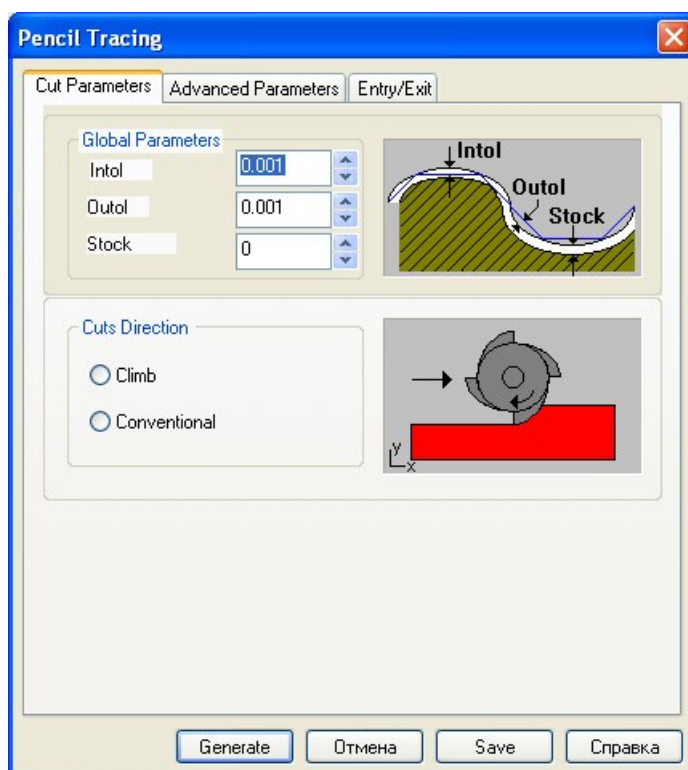 Pencil Tracing
Cut Parameters Advanced Parameters Entry/Exit
Global Parameters
Intol 0.001
Outol 0.001
Stock 0
Intol
Outol
Stock
Cuts Direction
Climb
Conventional
y
x
Generate Отмена Save Справка